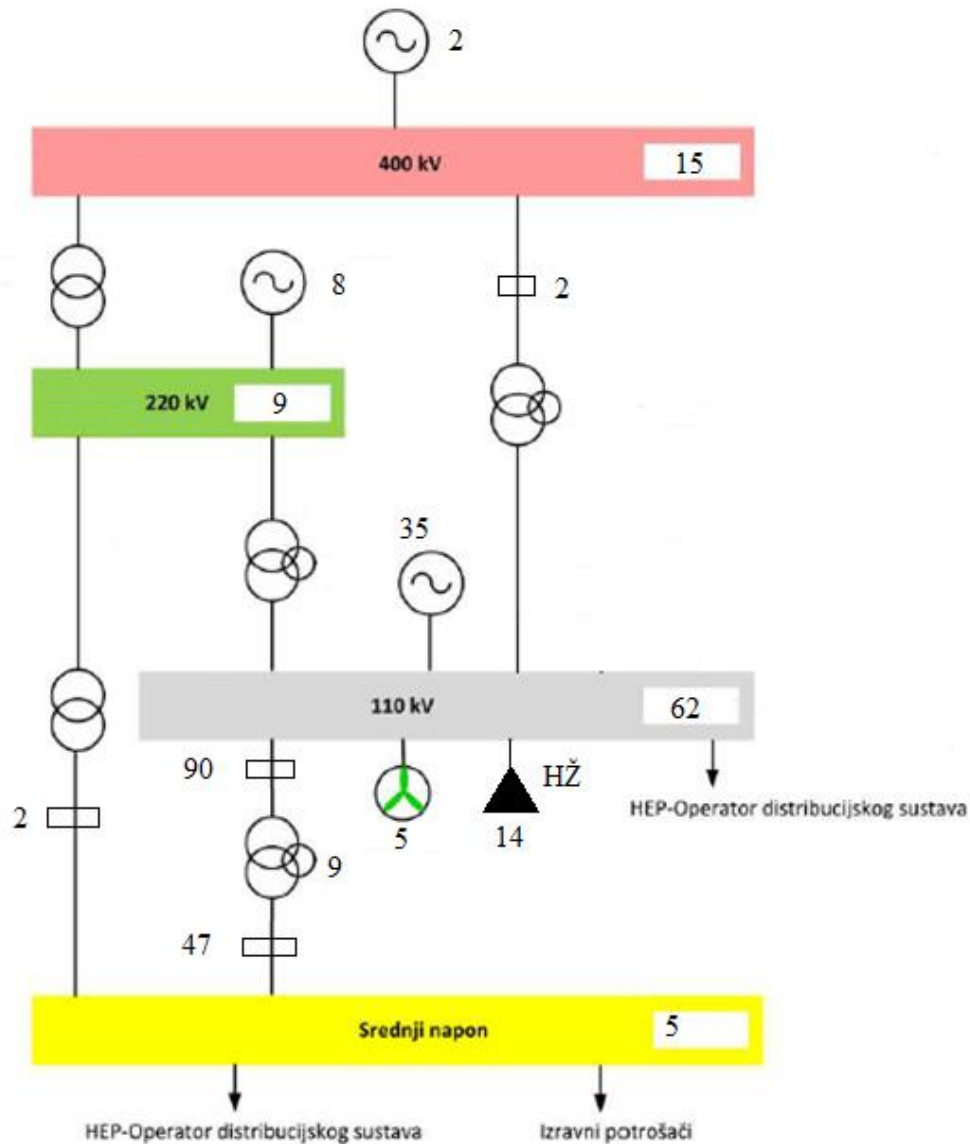 2
400 kV
15
8
2
220 kV
9
35
110 kV
62
90
HŽ
HEP-Operator distribucijskog sustava
2
5
14
9
47
Srednji napon
5
HEP-Operator distribucijskog sustava
Izravni potrošači